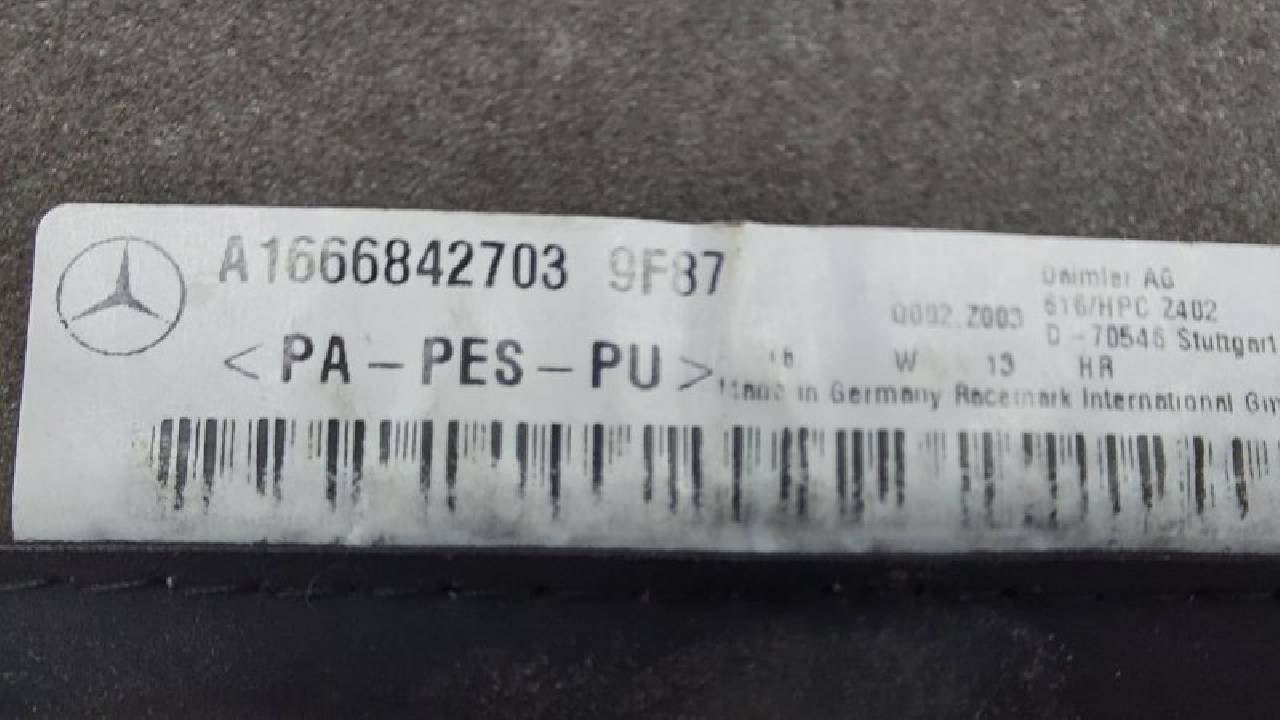 A1666842703 9F87
Daimler AG
Q002.Z003 616/HPC Z402
D-70546 Stuttgart
<PA-PES-PU> 16 W 13 HR
Made in Germany Racemark International Gm